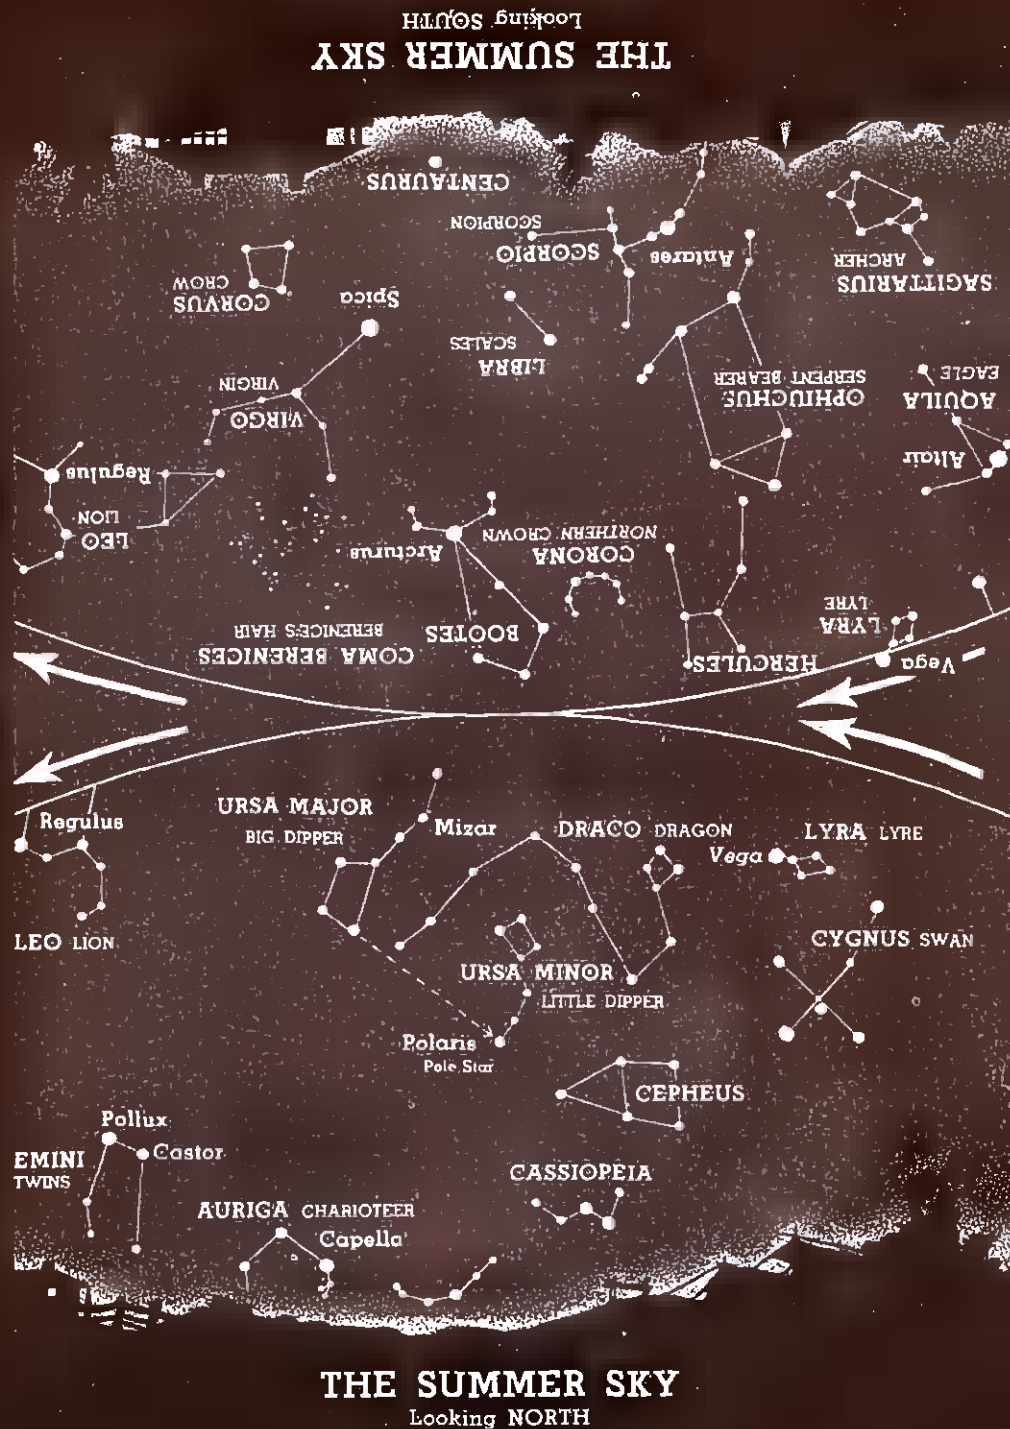 Looking SOUTH
THE SUMMER SKY
CENTAURUS
SCORPION
SCORPIO
Antares
ARCHER
SAGITTARIUS
CROW
CORVUS
Spica
SCALES
LIBRA
VIRGIN
VIRGO
SERPENT BEARER
OPHIUCHUS
EAGLE
AQUILA
Altair
Regulus
LION
LEO
Arcturus
NORTHERN CROWN
CORONA
BERENICE'S HAIR
COMA BERENICES
BOOTES
HERCULES
LYRE
LYRA
Vega
Regulus
URSA MAJOR
BIG DIPPER
Mizar
DRACO DRAGON
LYRA LYRE
Vega
LEO LION
CYGNUS SWAN
URSA MINOR
LITTLE DIPPER
Polaris
Pole Star
CEPHEUS
Pollux
Castor
EMINI
TWINS
CASSIOPEIA
AURIGA CHARIOTEER
Capella
THE SUMMER SKY
Looking NORTH